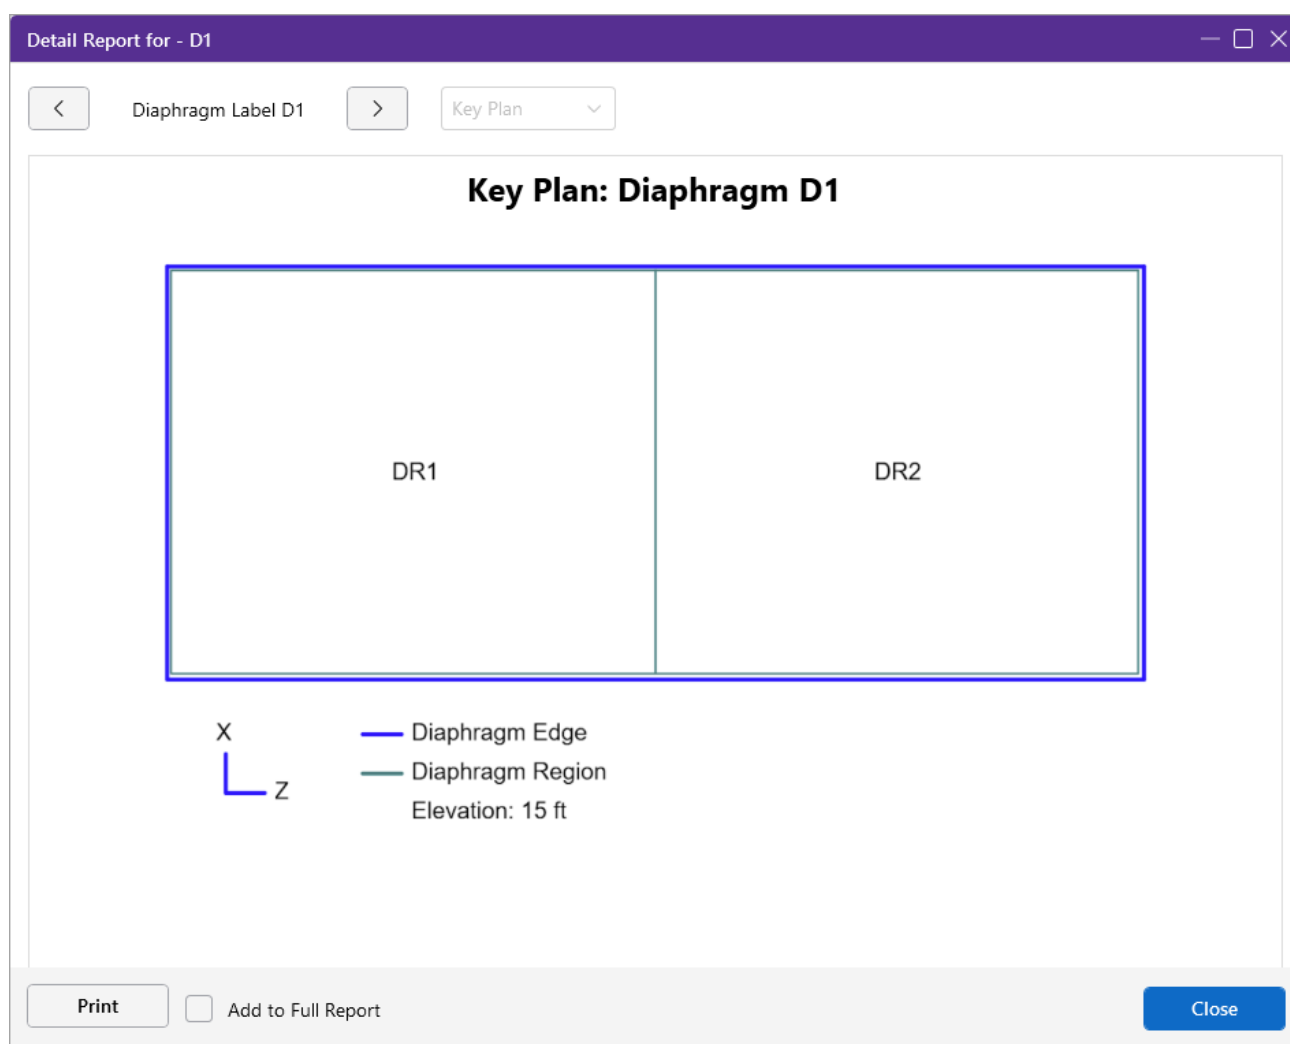 Detail Report for - D1
Diaphragm Label D1
Key Plan
Key Plan: Diaphragm D1
DR1
DR2
X
Z
Diaphragm Edge
Diaphragm Region
Elevation: 15 ft
Print
Add to Full Report
Close